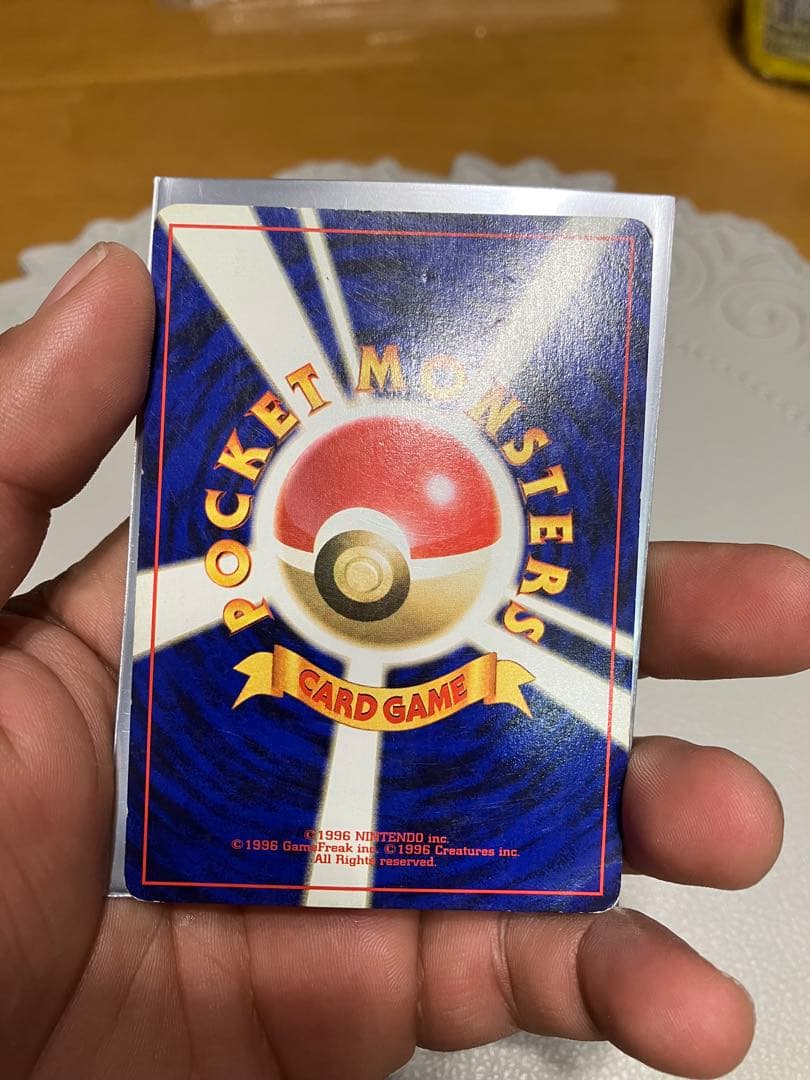 POCKET MONSTERS
CARD GAME
©1996 NINTENDO inc.
©1996 GameFreak inc. ©1996 Creatures inc.
All Rights reserved.